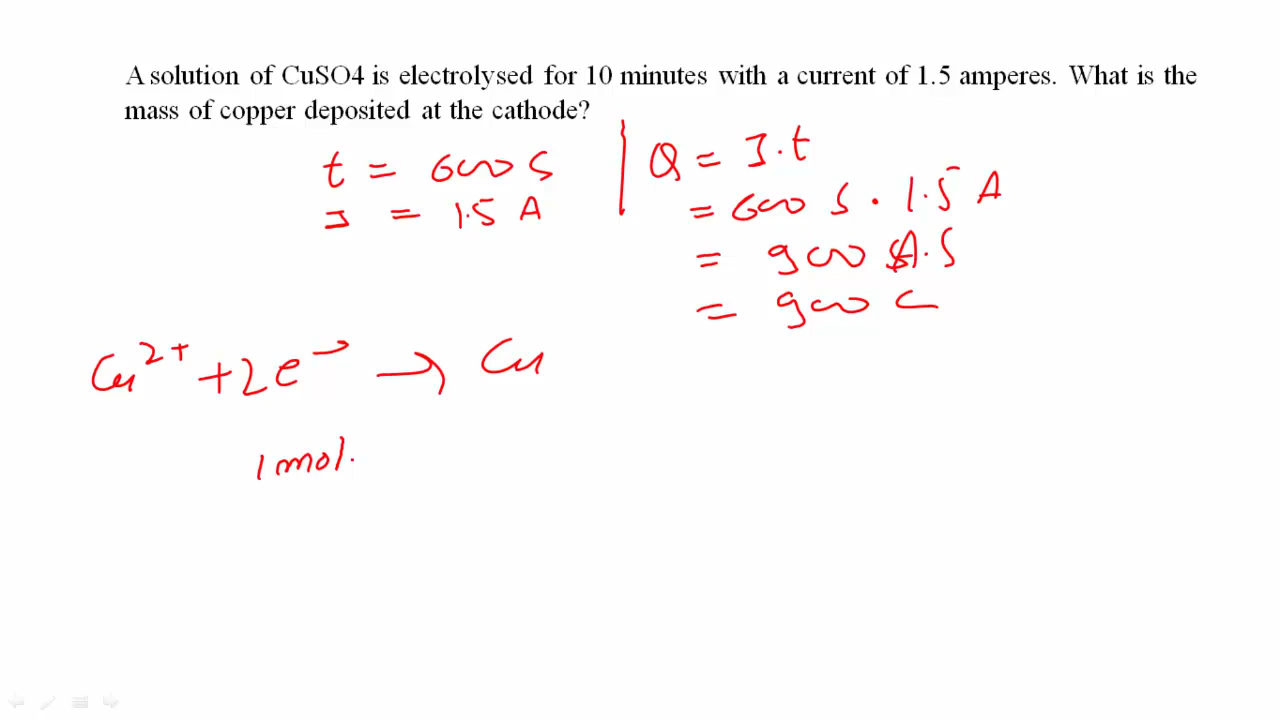 A solution of CuSO4 is electrolysed for 10 minutes with a current of 1.5 amperes. What is the
mass of copper deposited at the cathode?
t = 600 S
I = 1.5 A
Q = I.t
= 600 S . 1.5 A
= 900 A.S
= 900 C
Cu²⁺ + 2e⁻ → Cu
1 mol.